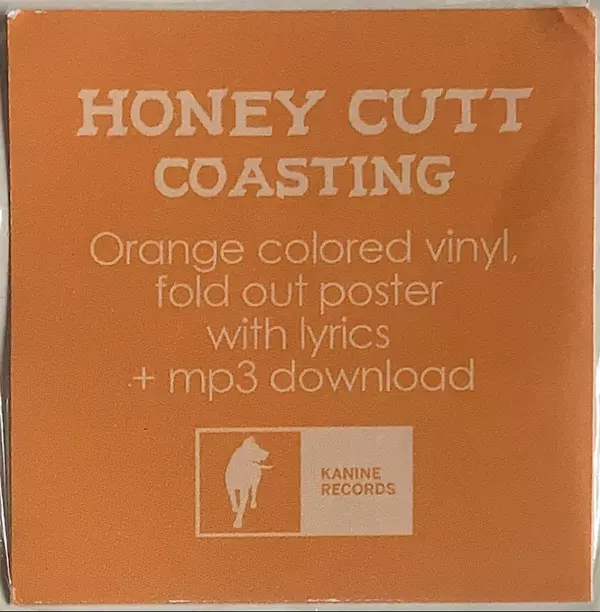 HONEY CUTT
COASTING
Orange colored vinyl,
fold out poster
with lyrics
+ mp3 download
KANINE
RECORDS